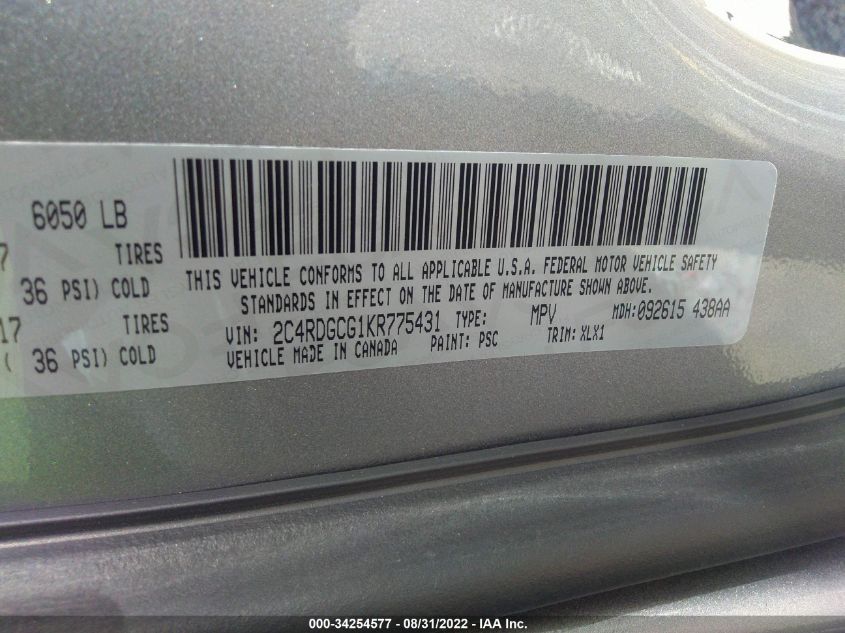 6050 LB
7 TIRES
36 PSI) COLD
17 TIRES
( 36 PSI) COLD
THIS VEHICLE CONFORMS TO ALL APPLICABLE U.S.A. FEDERAL MOTOR VEHICLE SAFETY
STANDARDS IN EFFECT ON THE DATE OF MANUFACTURE SHOWN ABOVE.
VIN: 2C4RDGCG1KR775431 TYPE: MPV MDH:092615 438AA
VEHICLE MADE IN CANADA PAINT: PSC TRIM: XLX1
000-34254577 - 08/31/2022 - IAA Inc.